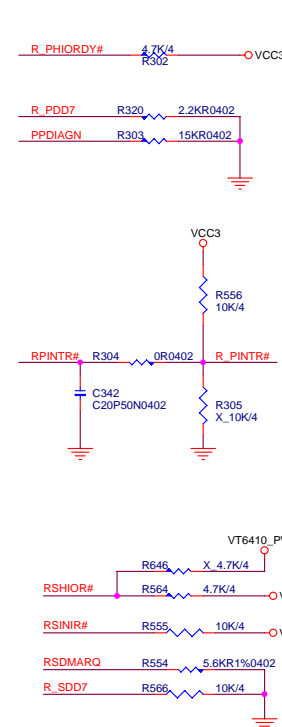 R_PHIORDY# 4.7K/4 VCC3
R302
R_PDD7 R320 2.2KR0402
PPDIAGN R303 15KR0402
VCC3
R556
10K/4
RPINTR# R304 0R0402 R_PINTR#
C342
C20P50N0402
R305
X_10K/4
VT6410_P
R646 X_4.7K/4
RSHIOR# R564 4.7K/4
RSINIR# R555 10K/4
RSDMARQ R554 5.6KR1%0402
R_SDD7 R566 10K/4